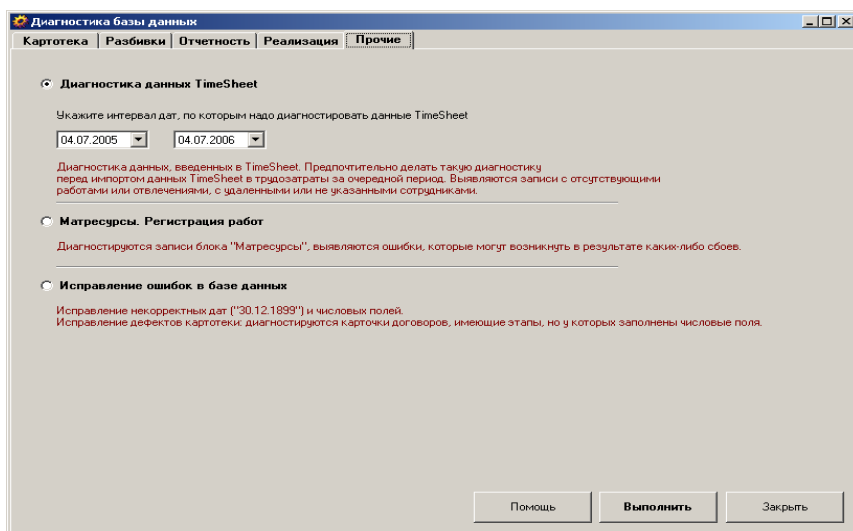 Диагностика базы данных
Картотека Разбивки Отчетность Реализация Прочие
Диагностика данных TimeSheet
Укажите интервал дат, по которым надо диагностировать данные TimeSheet
04.07.2005 04.07.2006
Диагностика данных, введенных в TimeSheet. Предпочтительно делать такую диагностику
перед импортом данных TimeSheet в трудозатраты за очередной период. Выявляются записи с отсутствующими
работами или отвлечениями, с удаленными или не указанными сотрудниками.
Матресурсы. Регистрация работ
Диагностируются записи блока "Матресурсы", выявляются ошибки, которые могут возникнуть в результате каких-либо сбоев.
Исправление ошибок в базе данных
Исправление некорректных дат ("30.12.1899") и числовых полей.
Исправление дефектов картотеки: диагностируются карточки договоров, имеющие этапы, но у которых заполнены числовые поля.
Помощь Выполнить Закрыть